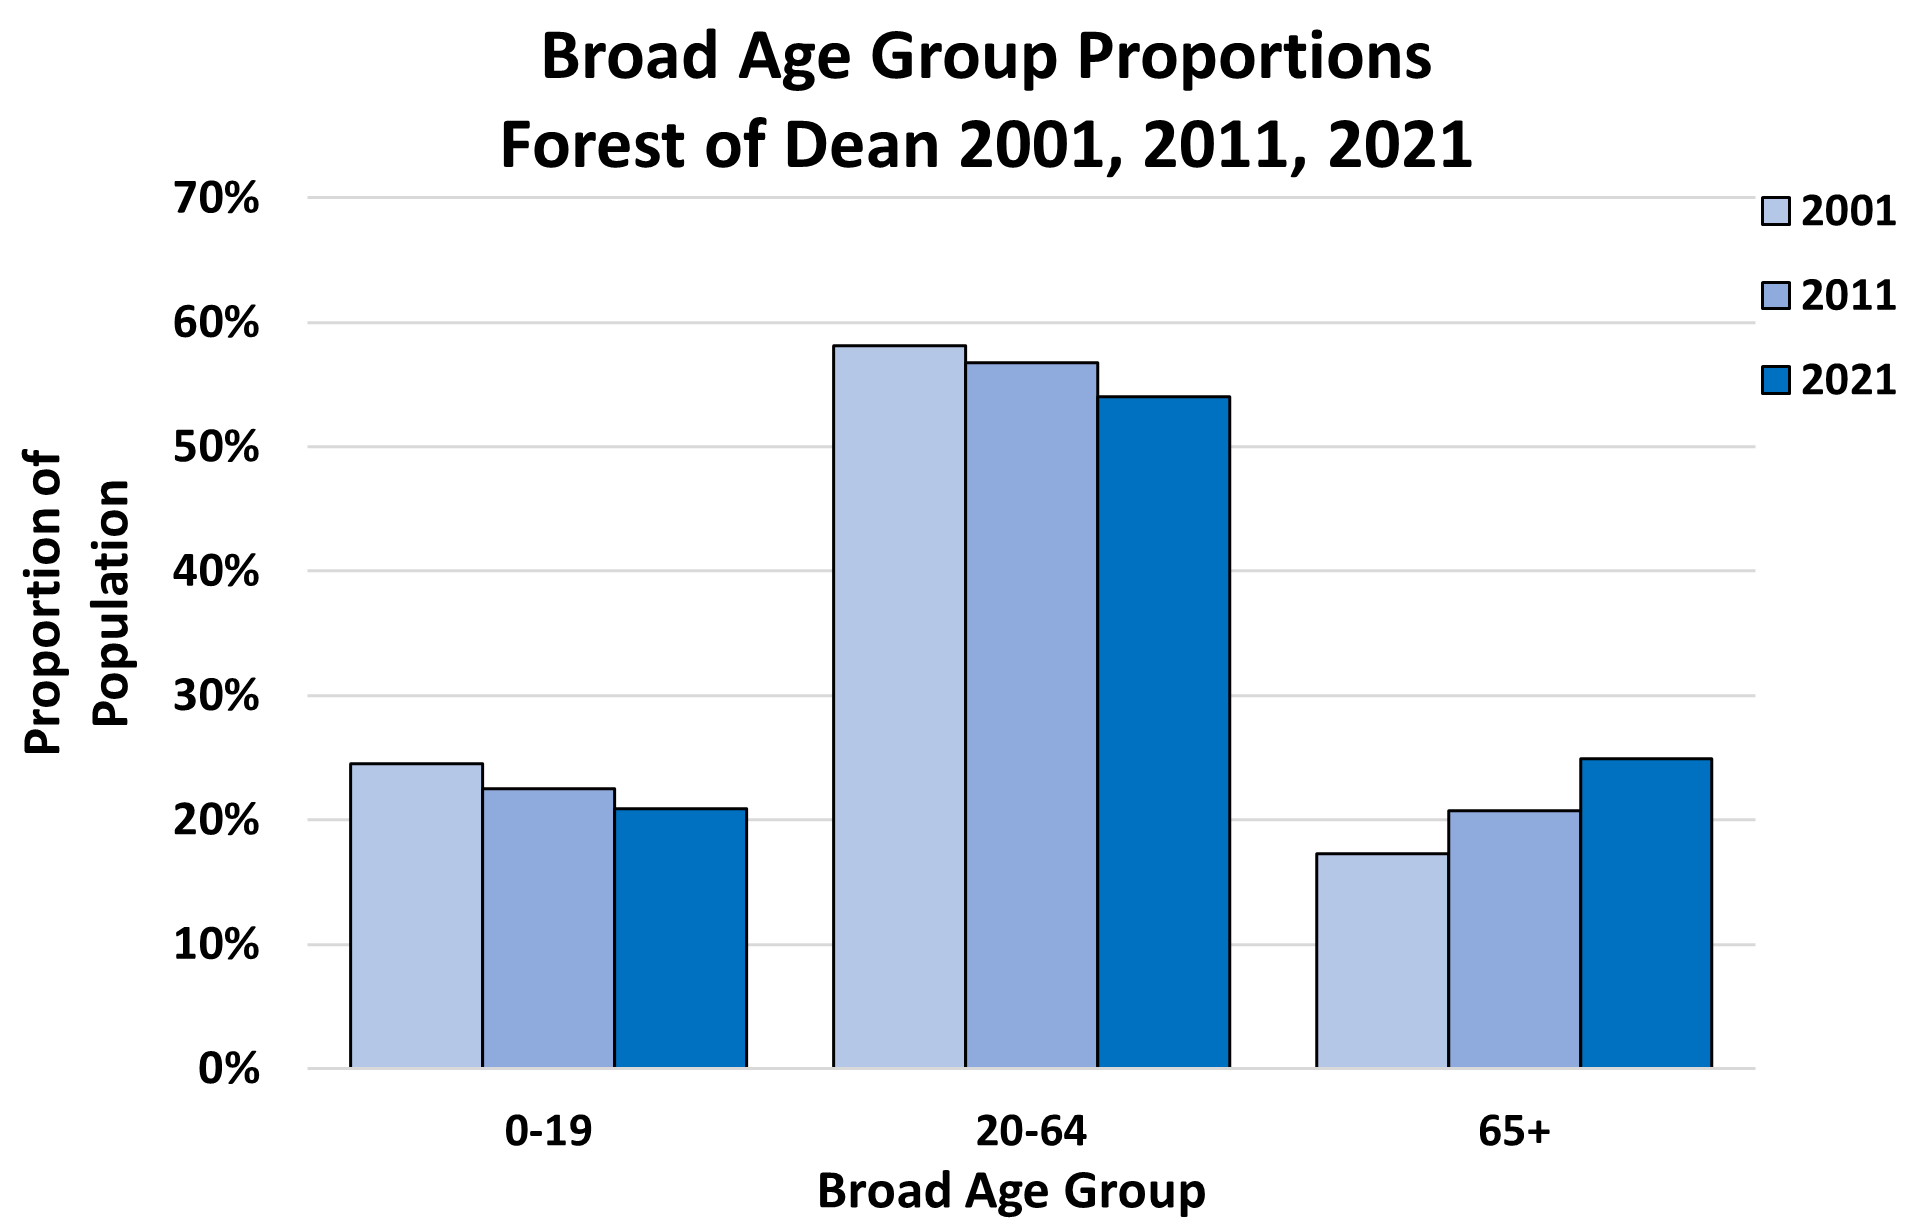 Broad Age Group Proportions
Forest of Dean 2001, 2011, 2021
70%
60%
50%
40%
30%
20%
10%
0%
Proportion of
Population
0-19
20-64
65+
Broad Age Group
2001
2011
2021